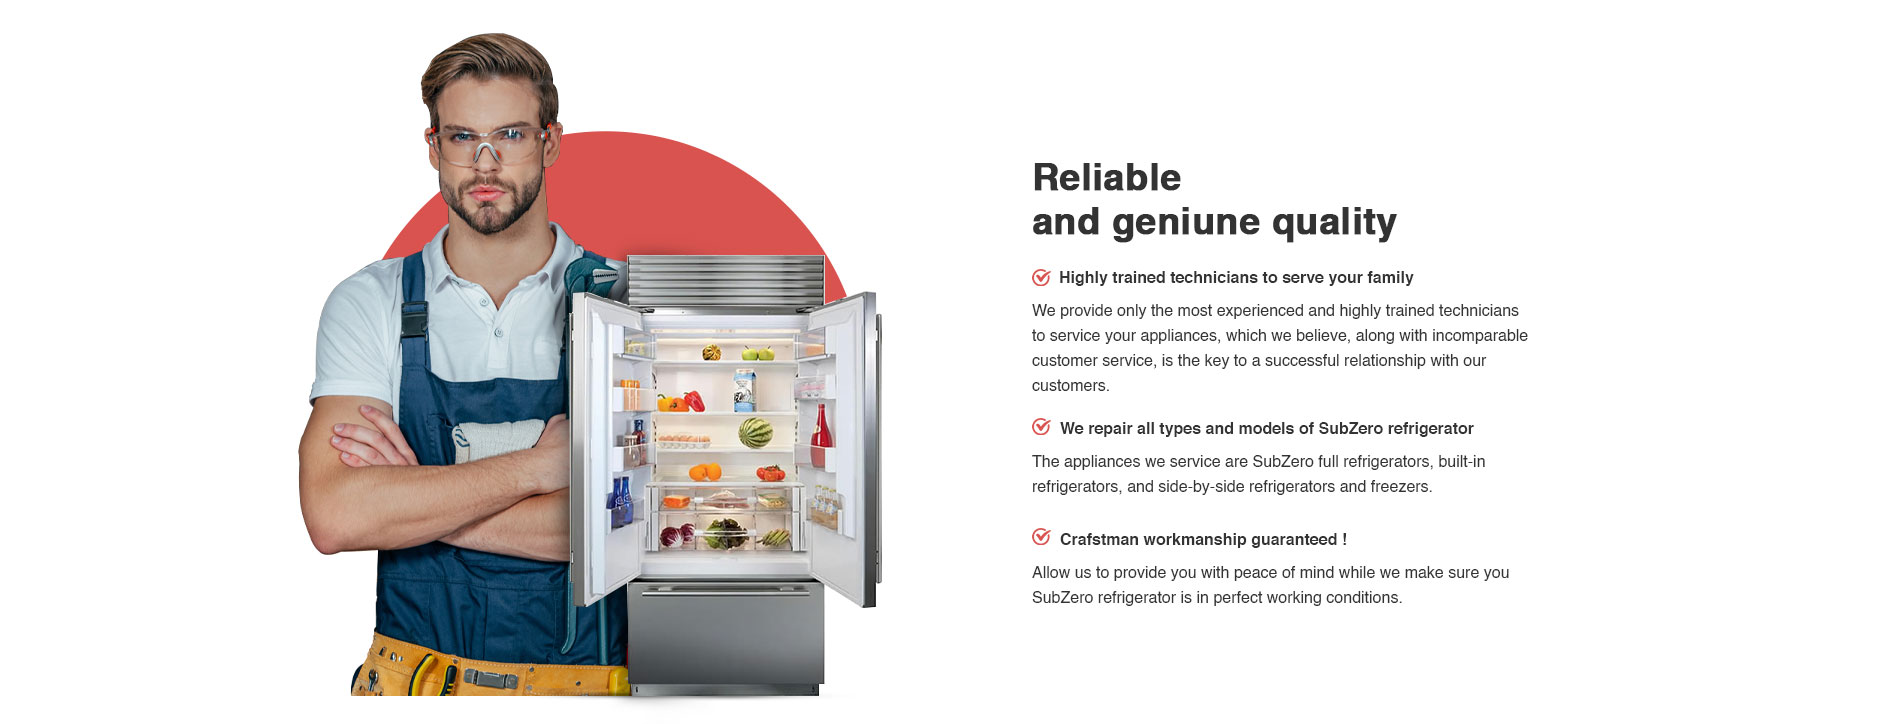 Reliable
and geniune quality
Highly trained technicians to serve your family
We provide only the most experienced and highly trained technicians
to service your appliances, which we believe, along with incomparable
customer service, is the key to a successful relationship with our
customers.
We repair all types and models of SubZero refrigerator
The appliances we service are SubZero full refrigerators, built-in
refrigerators, and side-by-side refrigerators and freezers.
Crafstman workmanship guaranteed !
Allow us to provide you with peace of mind while we make sure you
SubZero refrigerator is in perfect working conditions.